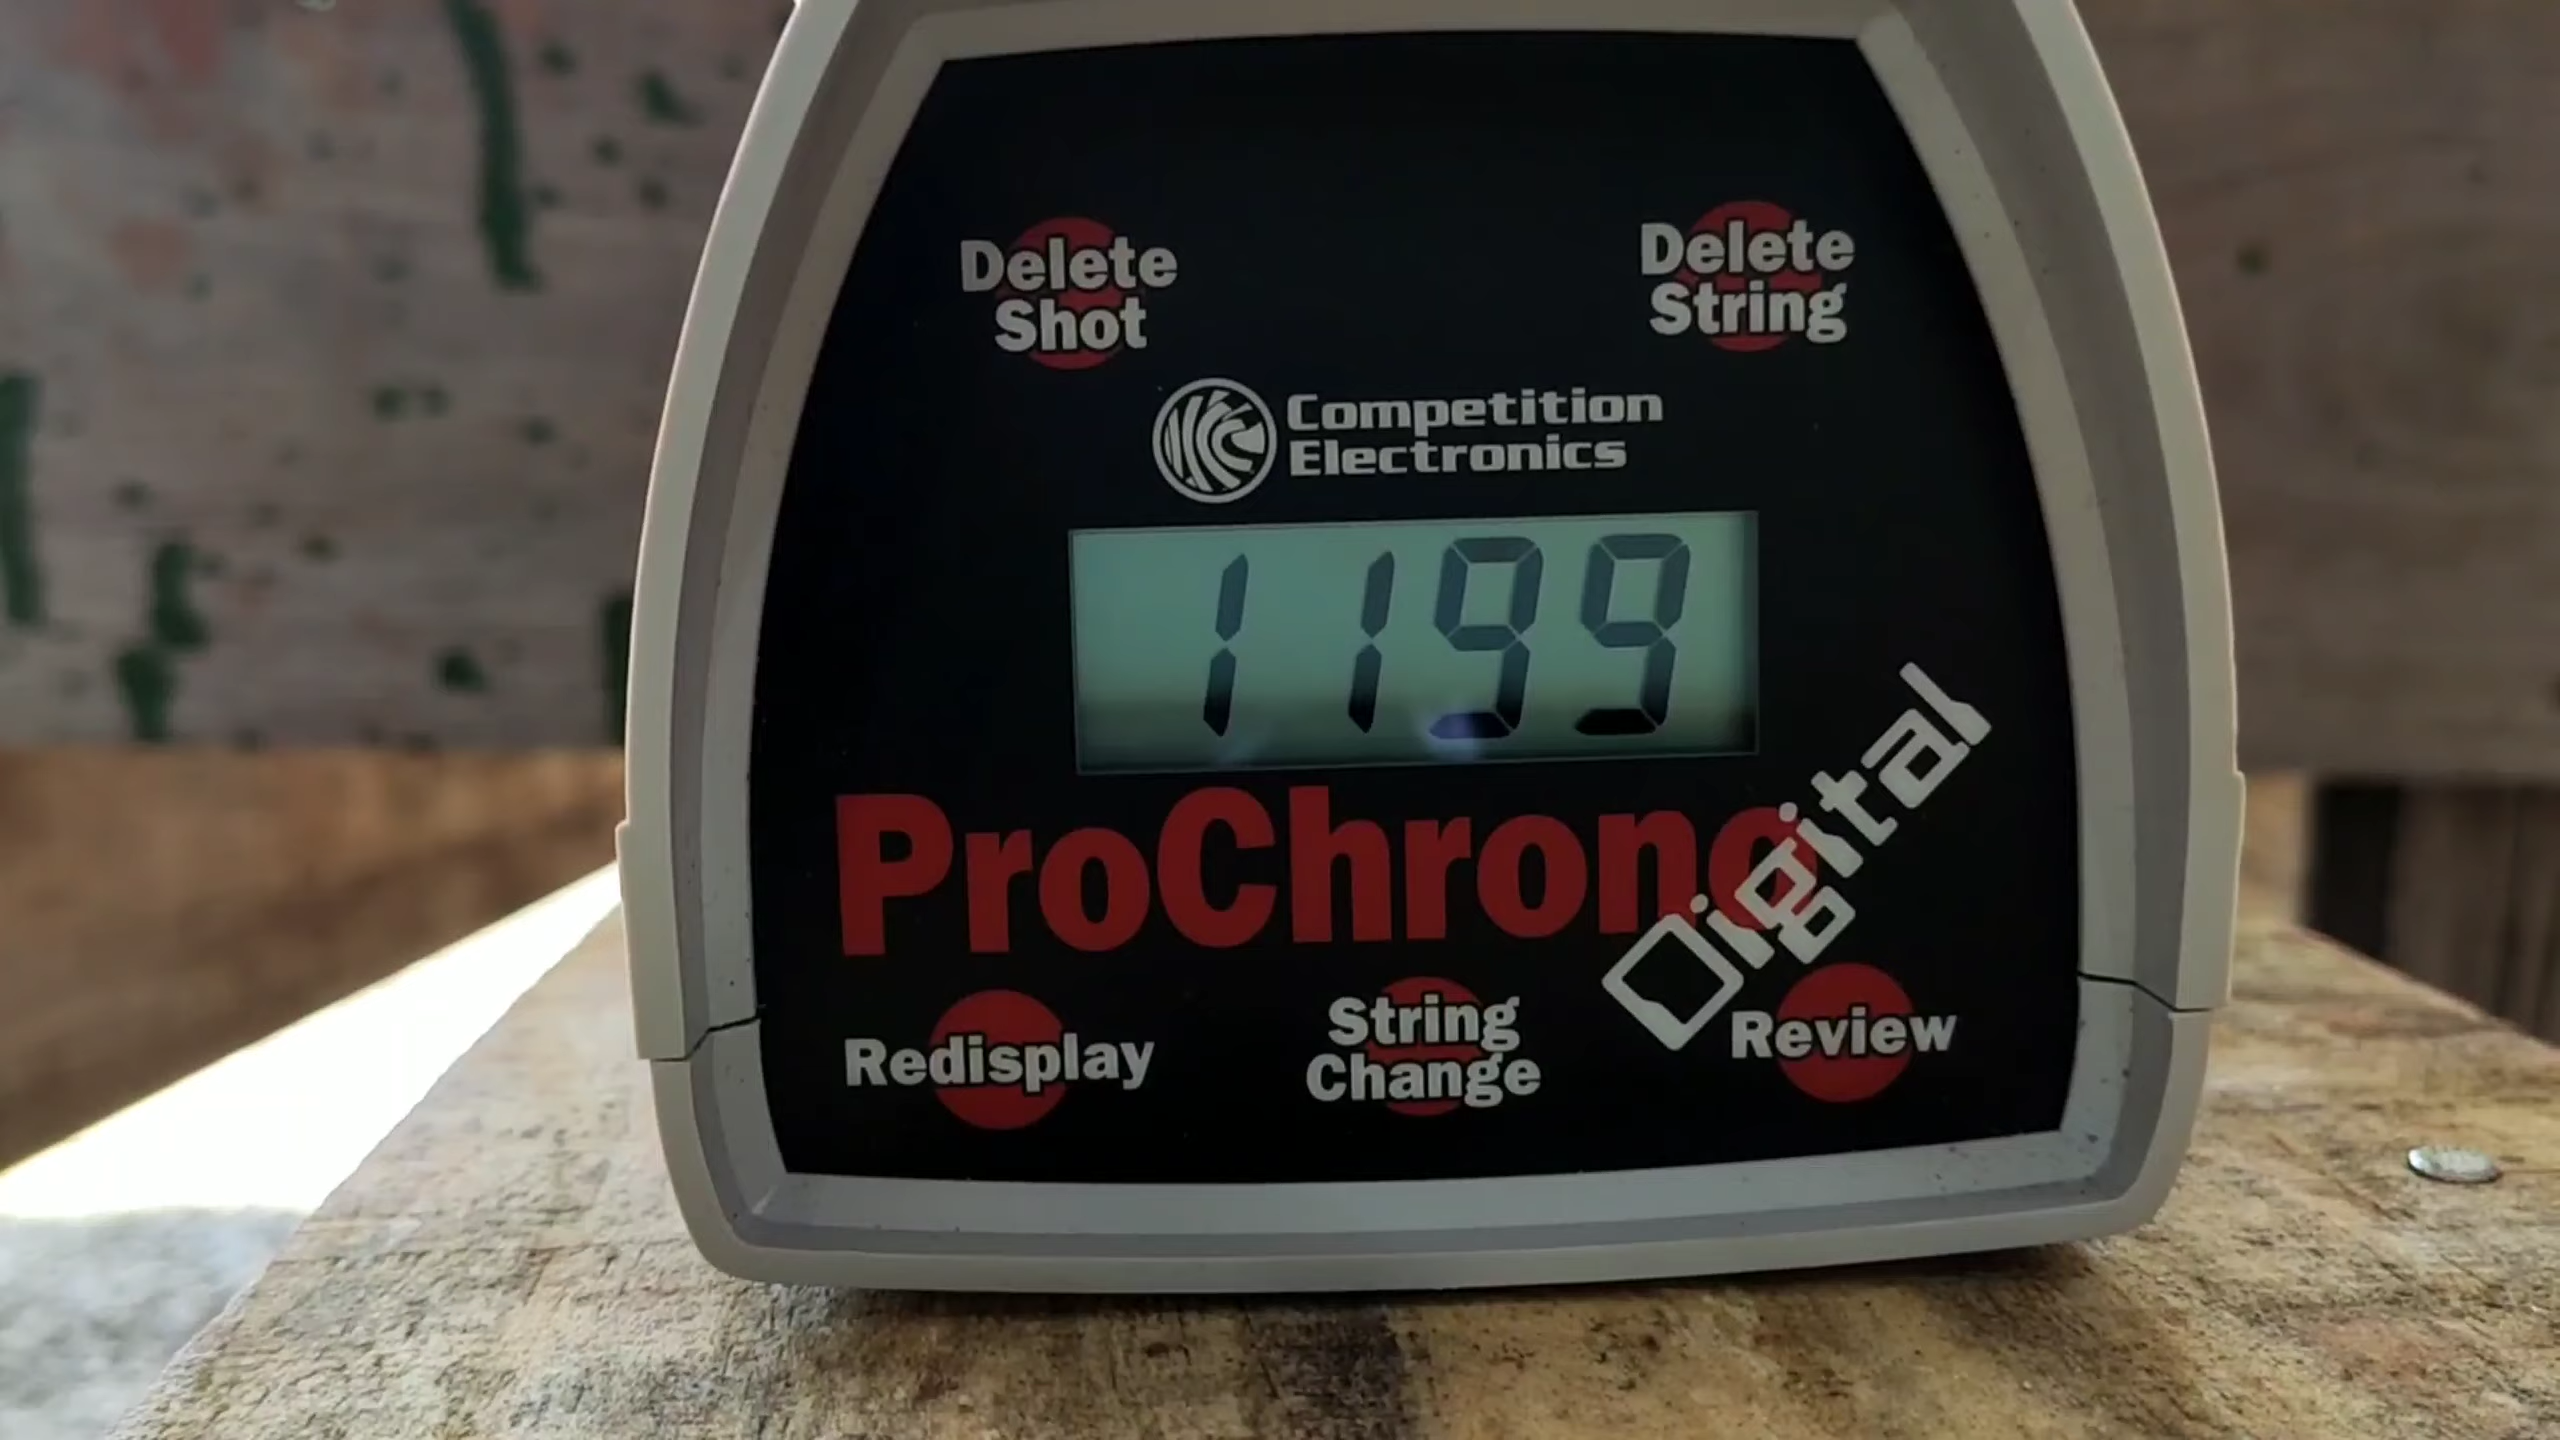 Delete
Shot
Delete
String
Competition
Electronics
1199
ProChrono
Digital
Redisplay
String
Change
Review